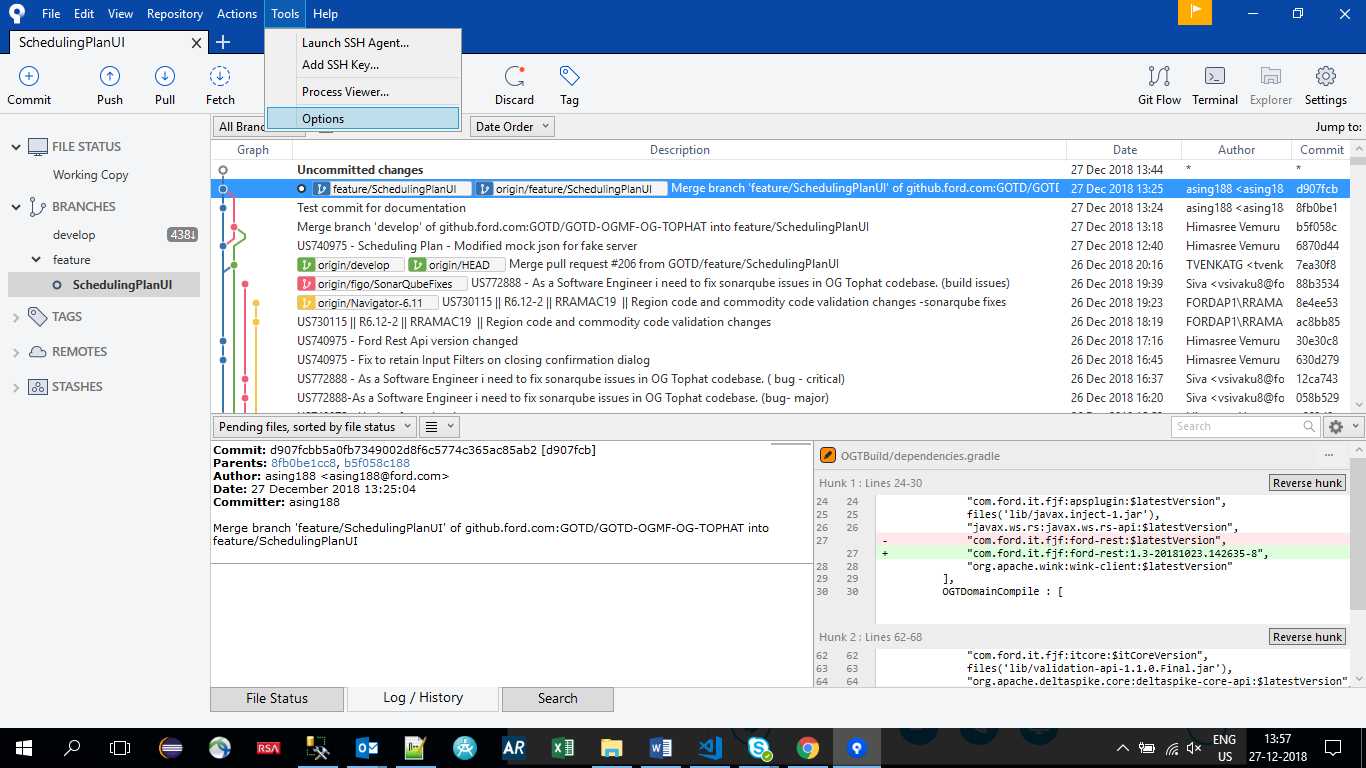 File Edit View Repository Actions Tools Help
SchedulingPlanUI
Launch SSH Agent...
Add SSH Key...
Process Viewer...
Options
Commit Push Pull Fetch Discard Tag Git Flow Terminal Explorer Settings
All Bran Date Order Jump to:
FILE STATUS
Working Copy
BRANCHES
develop 438↓
feature
SchedulingPlanUI
TAGS
REMOTES
STASHES
Graph Description Date Author Commit
Uncommitted changes 27 Dec 2018 13:44 * *
feature/SchedulingPlanUI origin/feature/SchedulingPlanUI Merge branch 'feature/SchedulingPlanUI' of github.ford.com:GOTD/GOTD 27 Dec 2018 13:25 asing188 <asing18 d907fcb
Test commit for documentation 27 Dec 2018 13:24 asing188 <asing18 8fb0be1
Merge branch 'develop' of github.ford.com:GOTD/GOTD-OGMF-OG-TOPHAT into feature/SchedulingPlanUI 27 Dec 2018 13:18 Himasree Vemuru b5f058c
US740975 - Scheduling Plan - Modified mock json for fake server 27 Dec 2018 12:40 Himasree Vemuru 6870d44
origin/develop origin/HEAD Merge pull request #206 from GOTD/feature/SchedulingPlanUI 26 Dec 2018 20:16 TVENKATG <tvenk 7ea30f8
origin/figo/SonarQubeFixes US772888 - As a Software Engineer i need to fix sonarqube issues in OG Tophat codebase. (build issues) 26 Dec 2018 19:39 Siva <vsivaku8@fo 88b3534
origin/Navigator-6.11 US730115 || R6.12-2 || RRAMAC19 || Region code and commodity code validation changes -sonarqube fixes 26 Dec 2018 19:23 FORDAP1\RRAMA 8e4ee53
US730115 || R6.12-2 || RRAMAC19 || Region code and commodity code validation changes 26 Dec 2018 18:19 FORDAP1\RRAMA ac8bb85
US740975 - Ford Rest Api version changed 26 Dec 2018 17:16 Himasree Vemuru 30e30c8
US740975 - Fix to retain Input Filters on closing confirmation dialog 26 Dec 2018 16:45 Himasree Vemuru 630d279
US772888 - As a Software Engineer i need to fix sonarqube issues in OG Tophat codebase. ( bug - critical) 26 Dec 2018 16:37 Siva <vsivaku8@fo 12ca743
US772888-As a Software Engineer i need to fix sonarqube issues in OG Tophat codebase. (bug- major) 26 Dec 2018 16:20 Siva <vsivaku8@fo 058b529
Pending files, sorted by file status Search
Commit: d907fcbb5a0fb7349002d8f6c5774c365ac85ab2 [d907fcb]
Parents: 8fb0be1cc8, b5f058c188
Author: asing188 <asing188@ford.com>
Date: 27 December 2018 13:25:04
Committer: asing188
Merge branch 'feature/SchedulingPlanUI' of github.ford.com:GOTD/GOTD-OGMF-OG-TOPHAT into
feature/SchedulingPlanUI
OGTBuild/dependencies.gradle ...
Hunk 1 : Lines 24-30 Reverse hunk
24 24 "com.ford.it.fjf:apsplugin:$latestVersion",
25 25 files('lib/javax.inject-1.jar'),
26 26 "javax.ws.rs:javax.ws.rs-api:$latestVersion",
27 - "com.ford.it.fjf:ford-rest:$latestVersion",
27 + "com.ford.it.fjf:ford-rest:1.3-20181023.142635-8",
28 28 "org.apache.wink:wink-client:$latestVersion"
29 29 ],
30 30 OGTDomainCompile : [
Hunk 2 : Lines 62-68 Reverse hunk
62 62 "com.ford.it.fjf:itcore:$itCoreVersion",
63 63 files('lib/validation-api-1.1.0.Final.jar'),
64 64 "org.apache.deltaspike.core:deltaspike-core-api:$latestVersion",
File Status Log / History Search
RSA AR ENG 13:57
US 27-12-2018